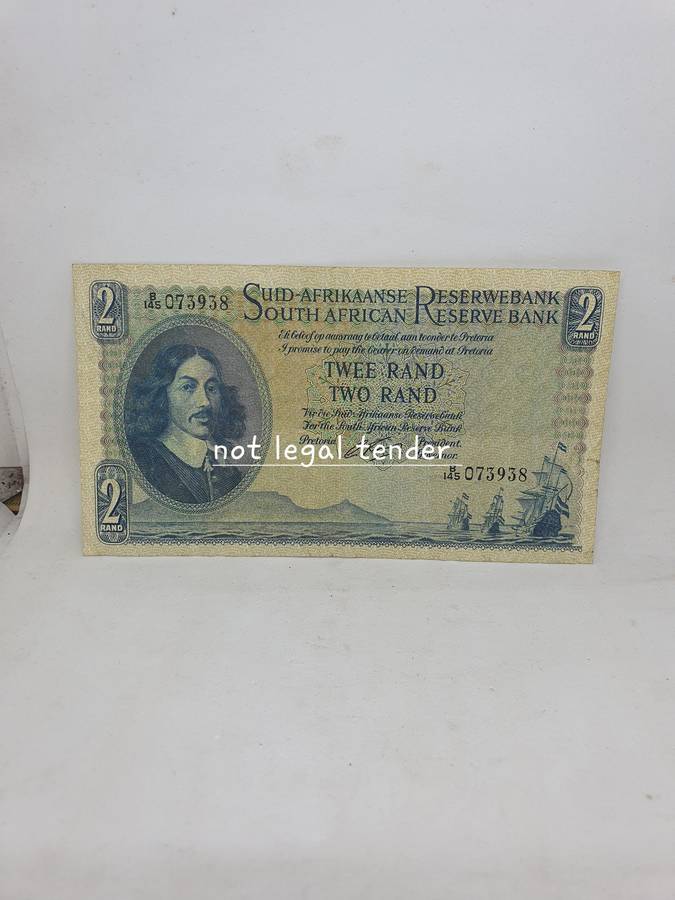 2
RAND
B/145 073938
SUID-AFRIKAANSE RESERWEBANK
SOUTH AFRICAN RESERVE BANK
2
RAND
Ek beloof op aanvraag te betaal aan toonder te Pretoria
I promise to pay the bearer on demand at Pretoria
TWEE RAND
TWO RAND
Vir die Suid-Afrikaanse Reserwebank
For the South African Reserve Bank
Pretoria President.
not legal tender
B/145 073938
2
RAND